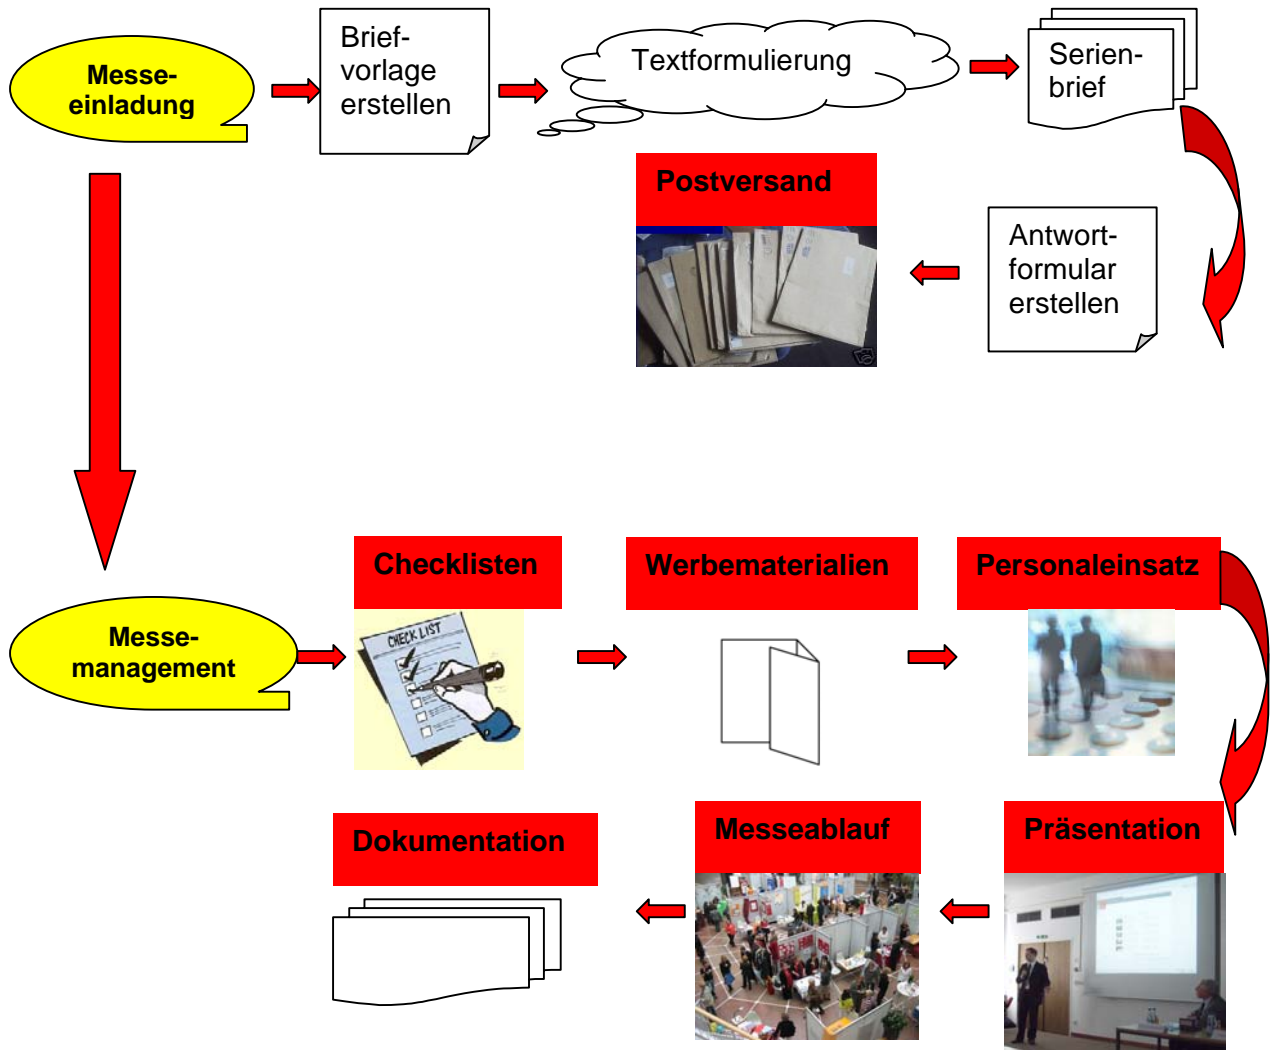 Messe-
einladung
Brief-
vorlage
erstellen
Textformulierung
Serien-
brief
Antwort-
formular
erstellen
Postversand
Messe-
management
Checklisten
CHECK LIST
Werbematerialien
Personaleinsatz
Präsentation
Messeablauf
Dokumentation